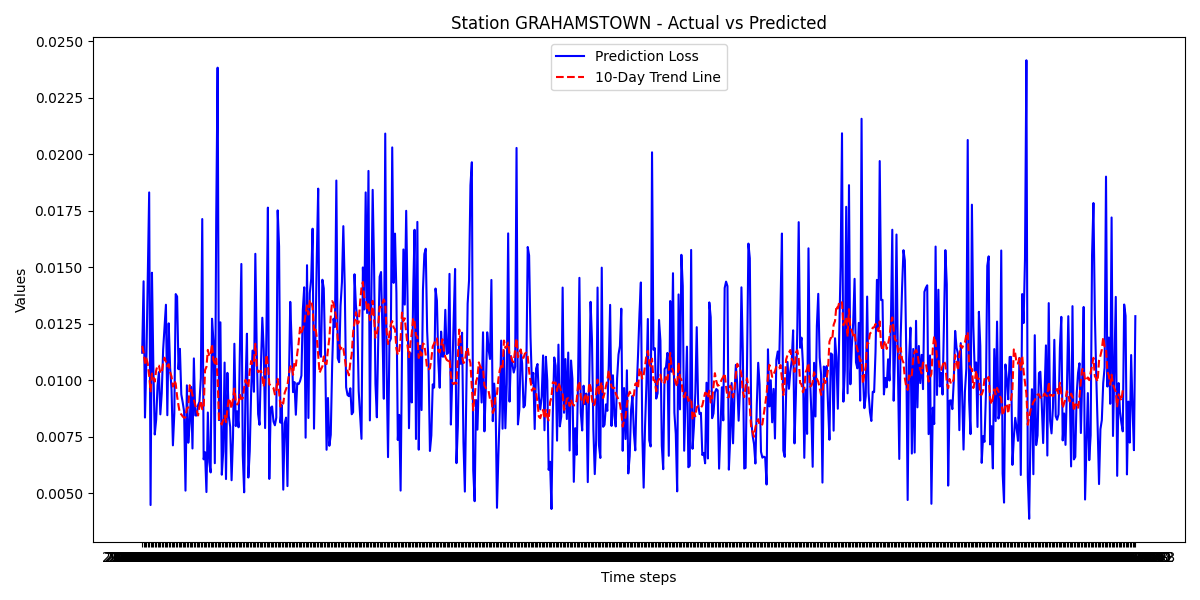 Station GRAHAMSTOWN - Actual vs Predicted
Prediction Loss
10-Day Trend Line
Values
0.0250
0.0225
0.0200
0.0175
0.0150
0.0125
0.0100
0.0075
0.0050
Time steps